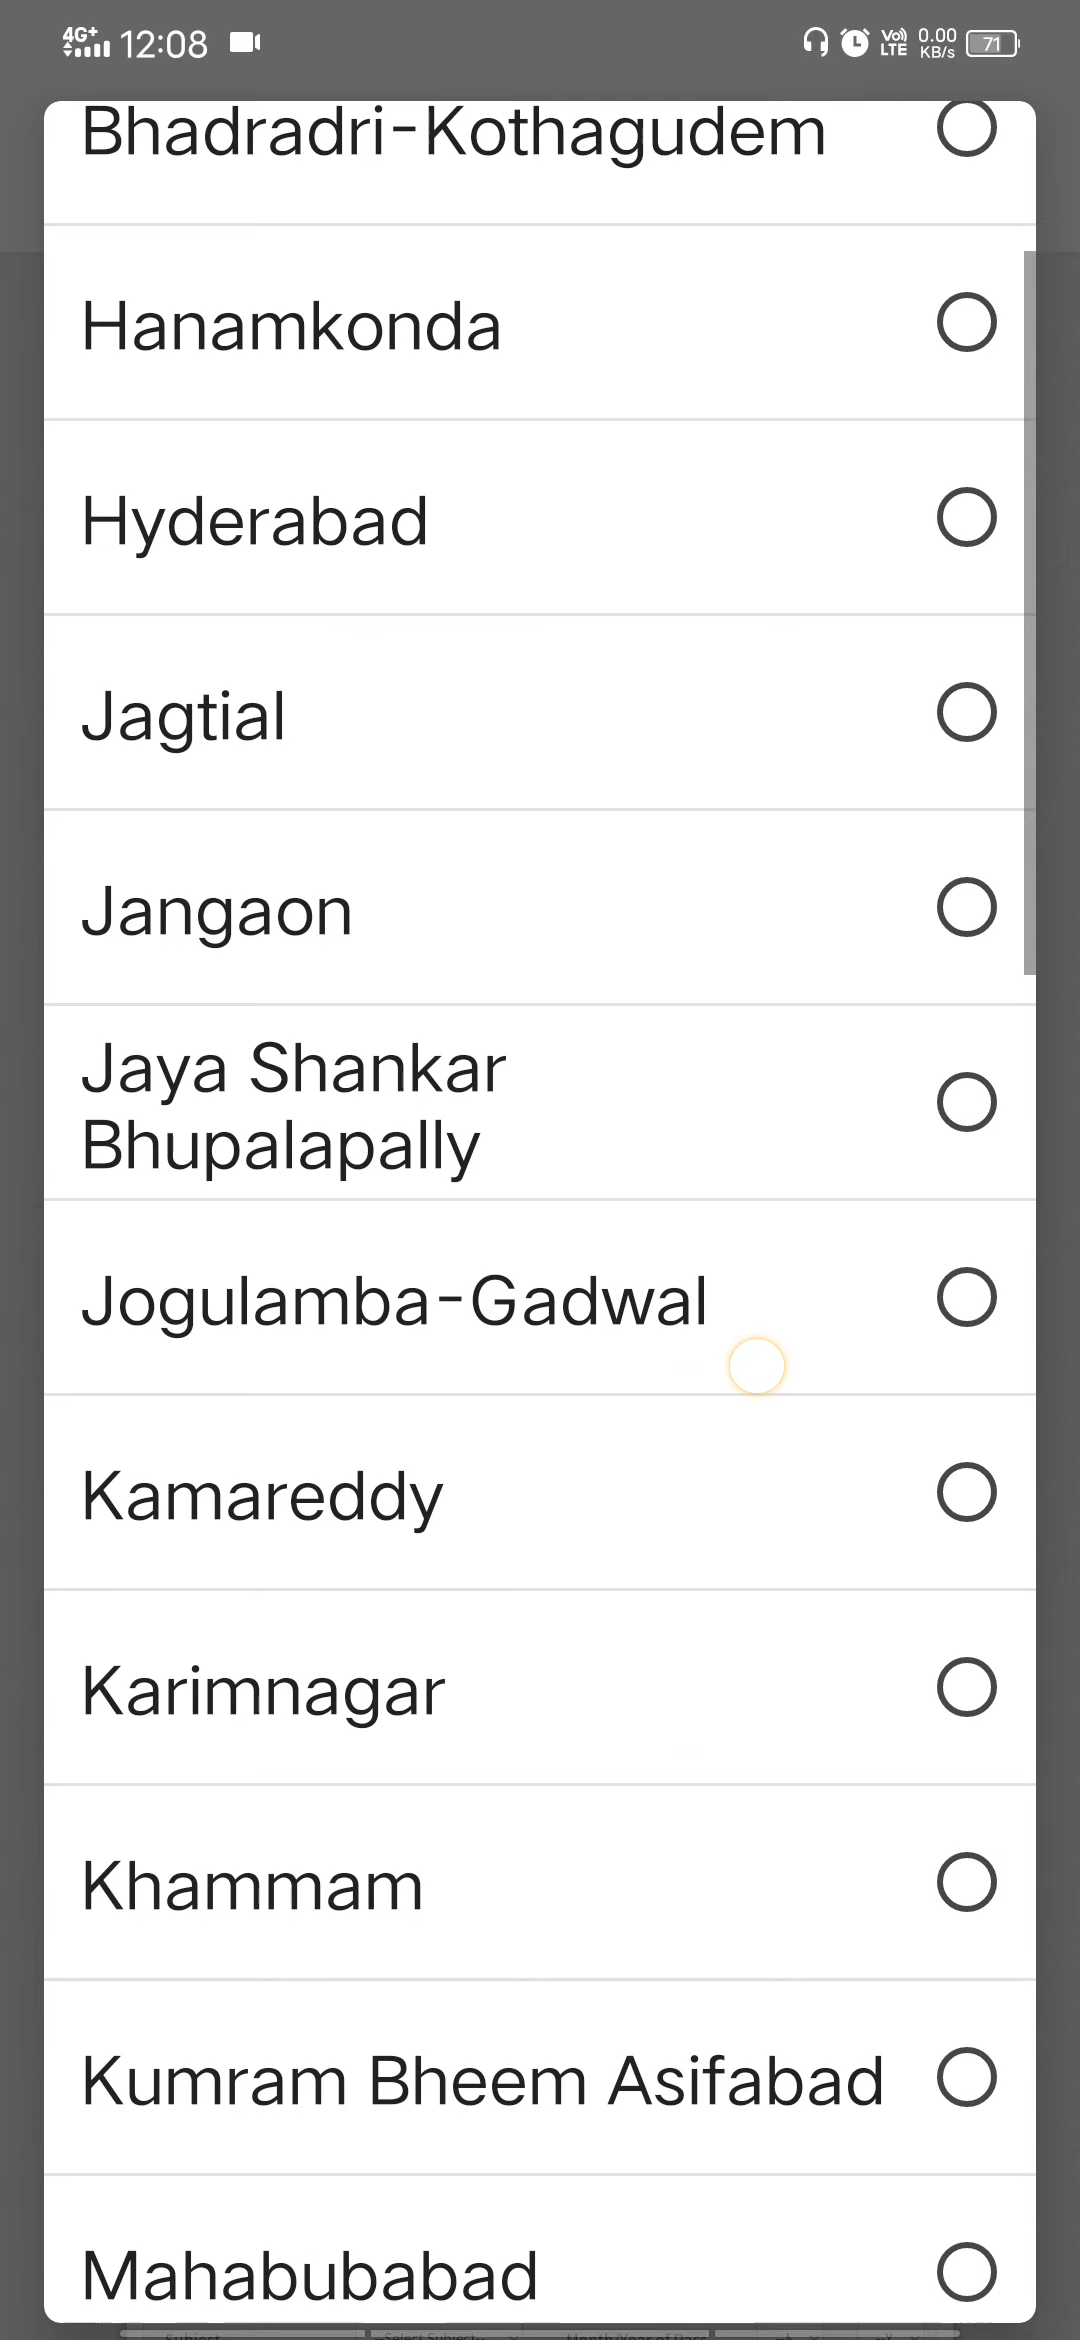 4G+ 12:08 Vo) LTE 0.00 KB/s 71
Bhadradri-Kothagudem
Hanamkonda
Hyderabad
Jagtial
Jangaon
Jaya Shankar
Bhupalapally
Jogulamba-Gadwal
Kamareddy
Karimnagar
Khammam
Kumram Bheem Asifabad
Mahabubabad